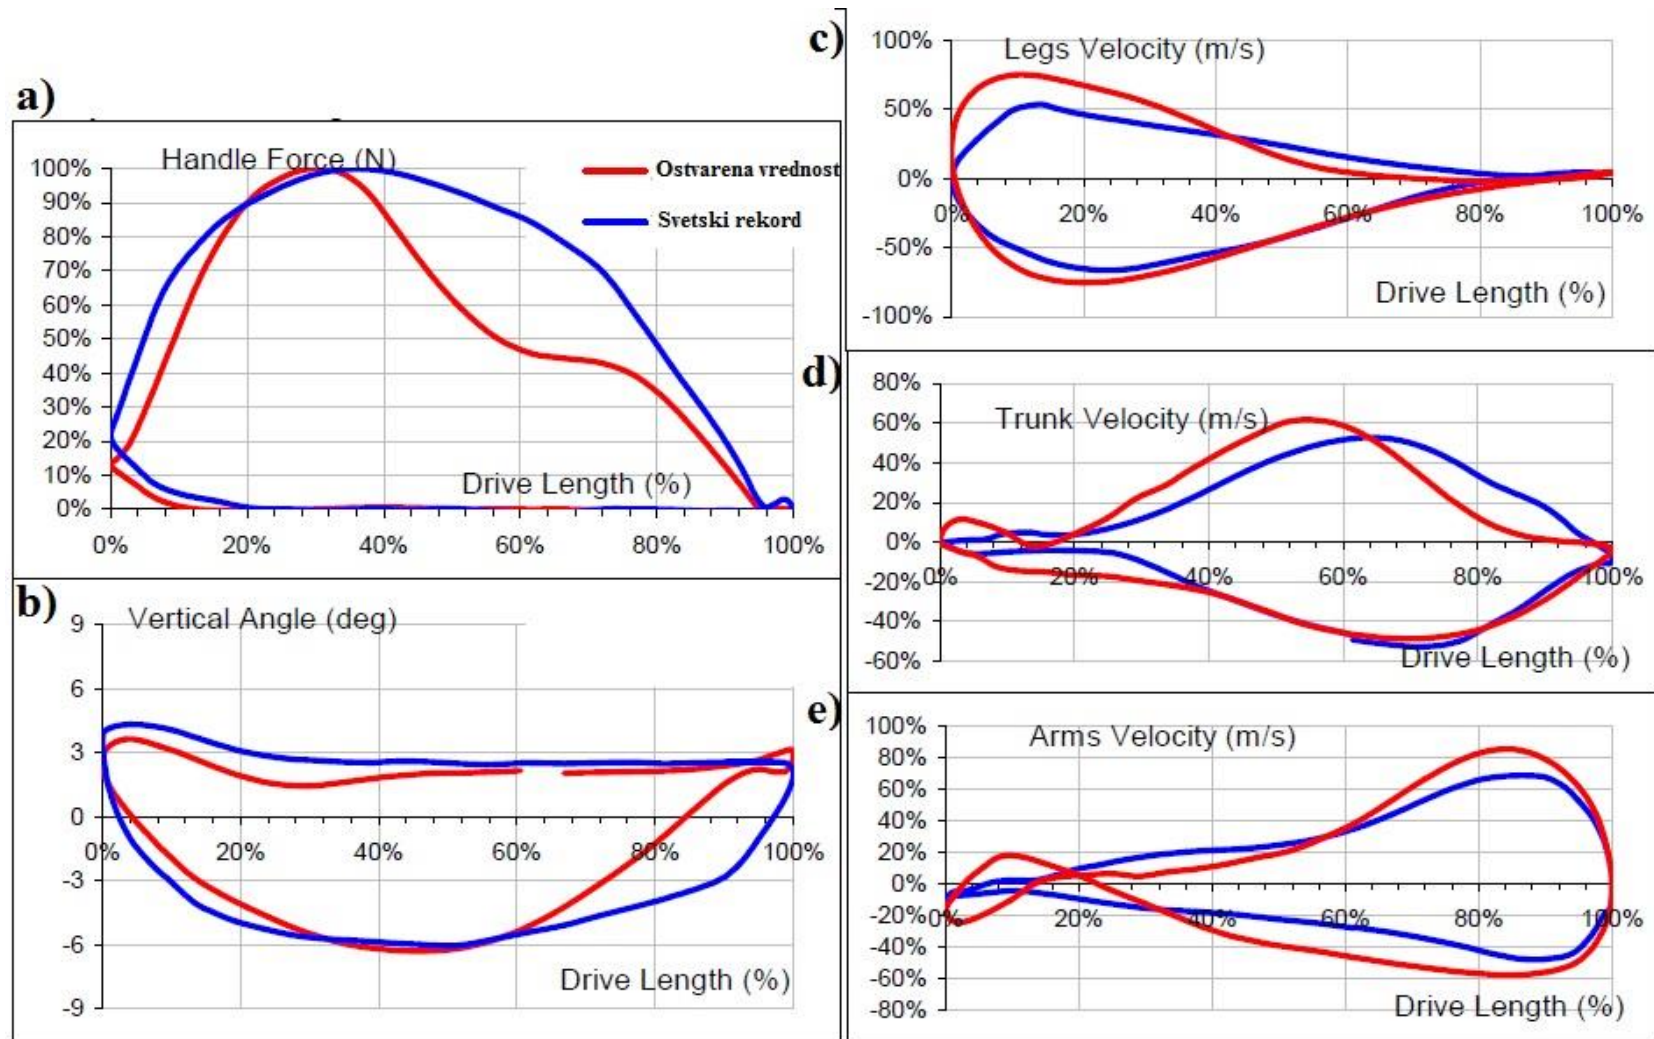 a)
Handle Force (N)
Ostvarena vrednost
Svetski rekord
100%
90%
80%
70%
60%
50%
40%
30%
20%
10%
0%
Drive Length (%)
0% 20% 40% 60% 80% 100%
b)
Vertical Angle (deg)
9
6
3
0
-3
-6
-9
0% 20% 40% 60% 80% 100%
Drive Length (%)
c)
Legs Velocity (m/s)
100%
50%
0%
-50%
-100%
0% 20% 40% 60% 80% 100%
Drive Length (%)
d)
Trunk Velocity (m/s)
80%
60%
40%
20%
0%
-20%
-40%
-60%
0% 20% 40% 60% 80% 100%
Drive Length (%)
e)
Arms Velocity (m/s)
100%
80%
60%
40%
20%
0%
-20%
-40%
-60%
-80%
0% 20% 40% 60% 80% 100%
Drive Length (%)